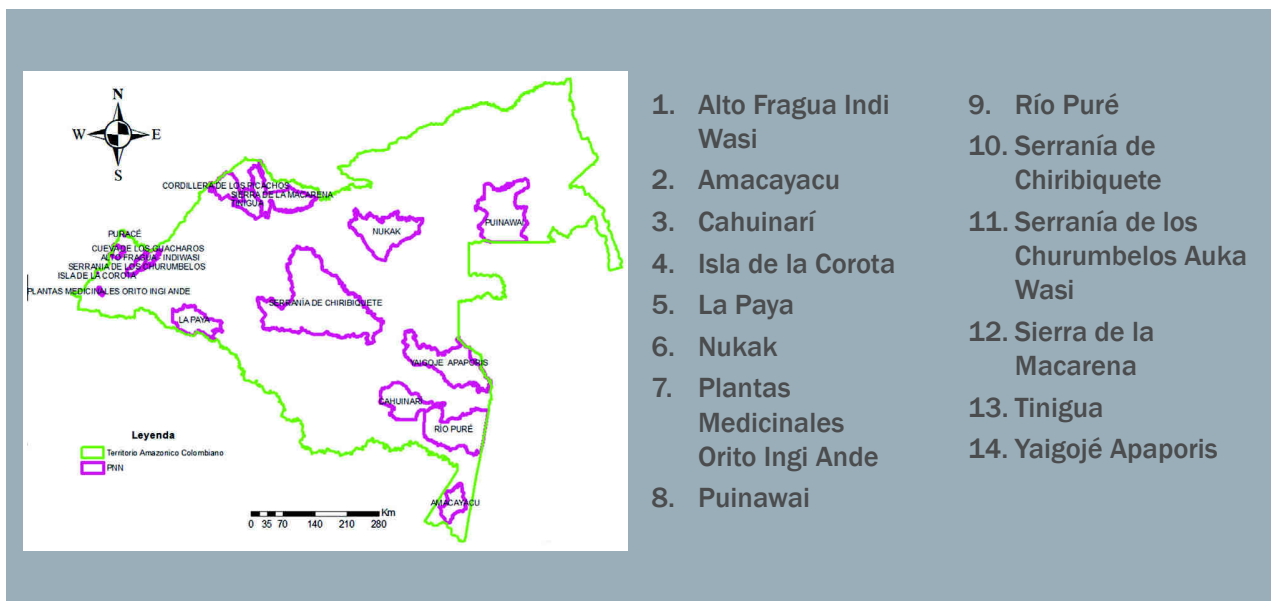 N
W
E
S
CORDILLERA DE LOS PICACHOS
SIERRA DE LA MACARENA
TINIGUA
PUINAWAI
NUKAK
PURACÉ
CUEVA DE LOS GUACHAROS
ALTO FRAGUA - INDIWASI
SERRANIA DE LOS CHURUMBELOS
ISLA DE LA COROTA
PLANTAS MEDICINALES ORITO INGI ANDE
LA PAYA
SERRANÍA DE CHIRIBIQUETE
YAIGOJE APAPORIS
CAHUINARI
RÍO PURÉ
AMACAYACU
Leyenda
Territorio Amazonico Colombiano
PNN
Km
0 35 70 140 210 280
1. Alto Fragua Indi
Wasi
2. Amacayacu
3. Cahuinarí
4. Isla de la Corota
5. La Paya
6. Nukak
7. Plantas
Medicinales
Orito Ingi Ande
8. Puinawai
9. Río Puré
10. Serranía de
Chiribiquete
11. Serranía de los
Churumbelos Auka
Wasi
12. Sierra de la
Macarena
13. Tinigua
14. Yaigojé Apaporis